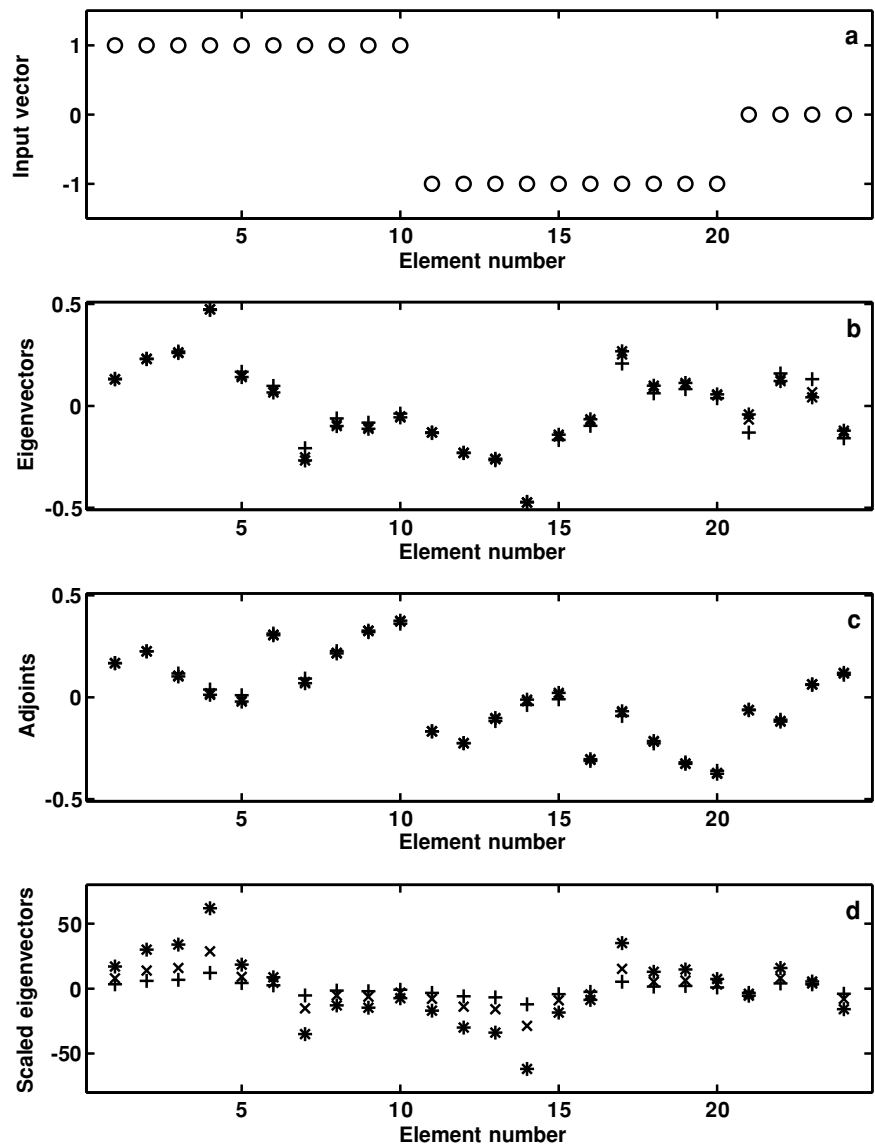 a
Input vector
1
0
-1
5 10 15 20
Element number
b
Eigenvectors
0.5
0
-0.5
5 10 15 20
Element number
c
Adjoints
0.5
0
-0.5
5 10 15 20
Element number
d
Scaled eigenvectors
50
0
-50
5 10 15 20
Element number